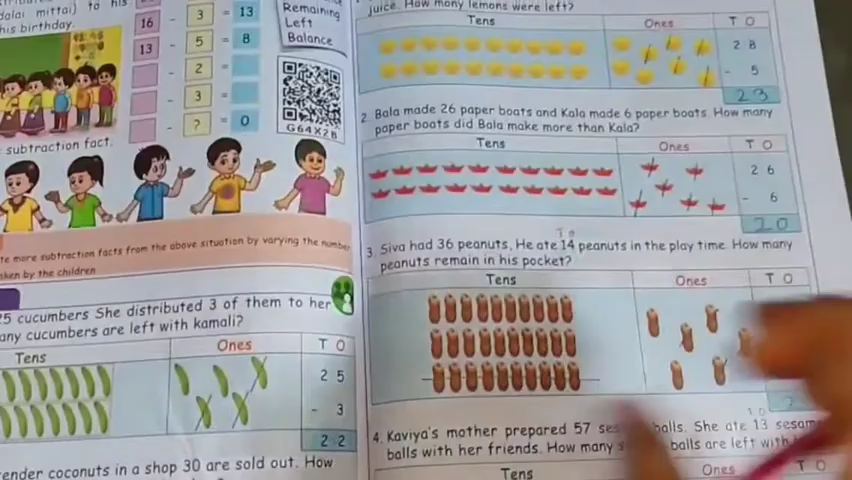 dalai mittai) to his
his birthday.
16 - 3 = 13
13 - 5 = 8
- 2 =
- 3 =
- ? = 0
Remaining
Left
Balance
G64X2B
subtraction fact.
te more subtraction facts from the above situation by varying the number
aken by the children
25 cucumbers She distributed 3 of them to her
any cucumbers are left with kamali?
Tens Ones T O
2 5
- 3
2 2
ender coconuts in a shop 30 are sold out. How
juice. How many lemons were left?
Tens Ones T O
2 8
- 5
2 3
2 Bala made 26 paper boats and Kala made 6 paper boats. How many
paper boats did Bala make more than Kala?
Tens Ones T O
2 6
- 6
2 0
T O
3 Siva had 36 peanuts, He ate 14 peanuts in the play time. How many
peanuts remain in his pocket?
Tens Ones T O
2
T O
4. Kaviya's mother prepared 57 balls. She ate 13 sesam
balls with her friends. How many balls are left with
Tens Ones T O